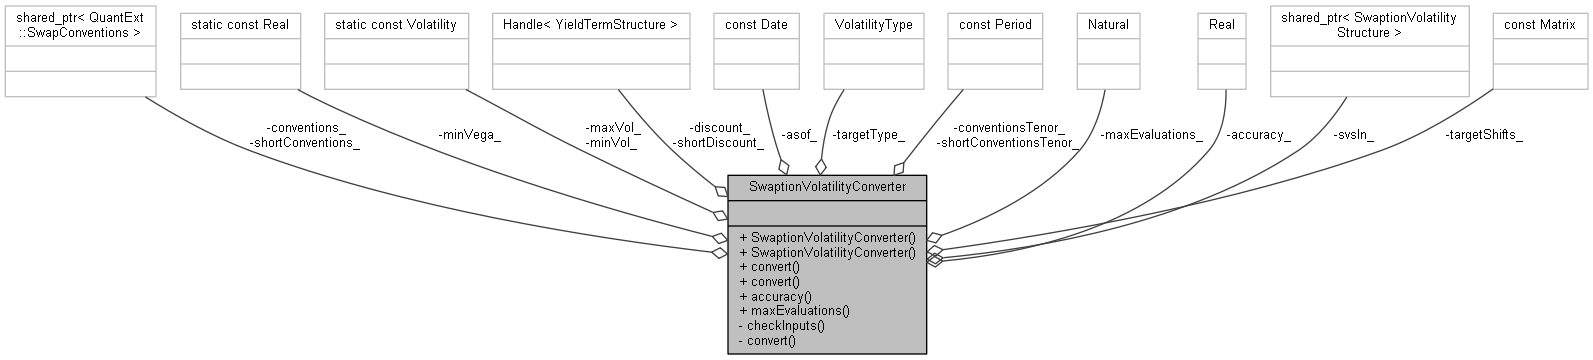 shared_ptr< QuantExt
::SwapConventions >
static const Real
static const Volatility
Handle< YieldTermStructure >
const Date
VolatilityType
const Period
Natural
Real
shared_ptr< SwaptionVolatility
Structure >
const Matrix
-conventions_
-shortConventions_
-minVega_
-maxVol_
-minVol_
-discount_
-shortDiscount_
-asof_
-targetType_
-conventionsTenor_
-shortConventionsTenor_
-maxEvaluations_
-accuracy_
-svsIn_
-targetShifts_
SwaptionVolatilityConverter
+ SwaptionVolatilityConverter()
+ SwaptionVolatilityConverter()
+ convert()
+ convert()
+ accuracy()
+ maxEvaluations()
- checkInputs()
- convert()